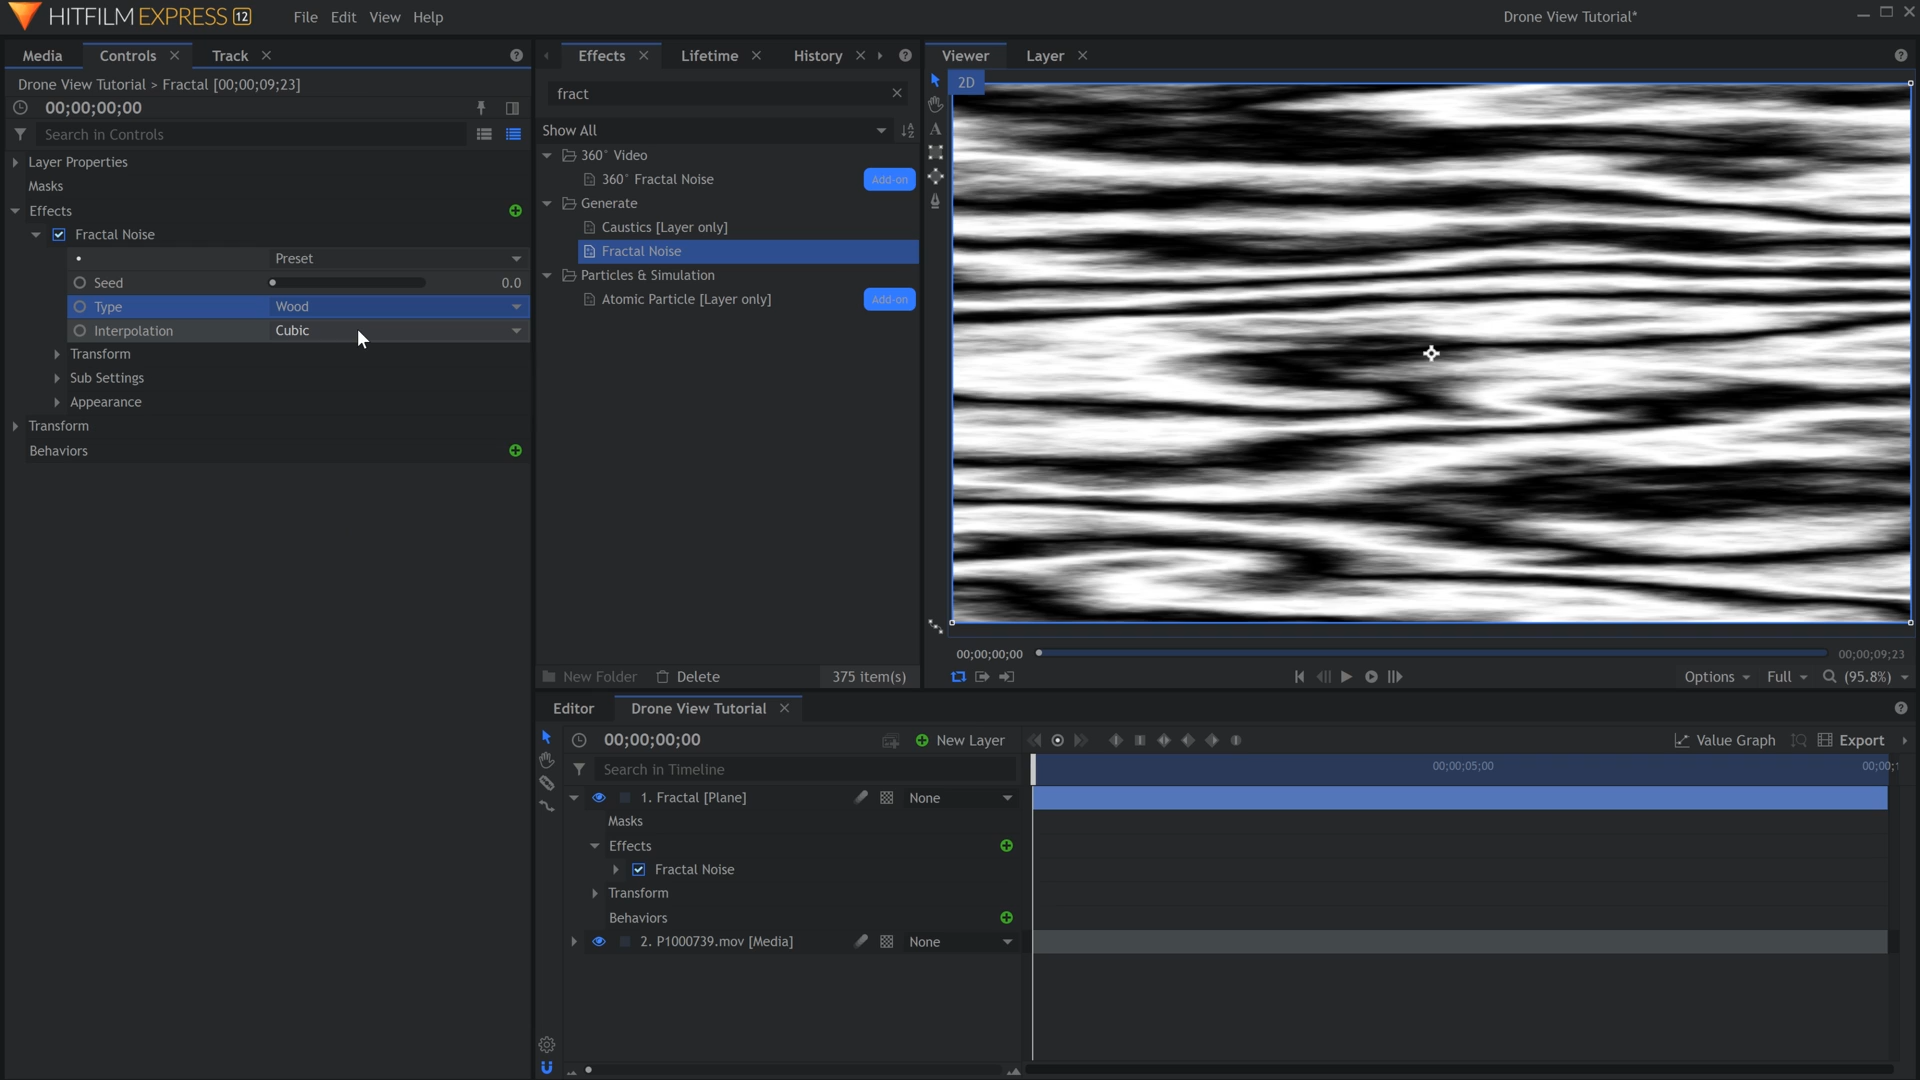 HITFILM EXPRESS 12 File Edit View Help Drone View Tutorial*
Media Controls Track
Drone View Tutorial > Fractal [00;00;09;23]
00;00;00;00
Search in Controls
Layer Properties
Masks
Effects
Fractal Noise
Preset
Seed 0.0
Type Wood
Interpolation Cubic
Transform
Sub Settings
Appearance
Transform
Behaviors
Effects Lifetime History
fract
Show All
360° Video
360° Fractal Noise Add-on
Generate
Caustics [Layer only]
Fractal Noise
Particles & Simulation
Atomic Particle [Layer only] Add-on
New Folder Delete 375 item(s)
Viewer Layer
2D
00;00;00;00 00;00;09;23
Options Full (95.8%)
Editor Drone View Tutorial
00;00;00;00 New Layer Value Graph Export
Search in Timeline 00;00;05;00 00;00;1
1. Fractal [Plane] None
Masks
Effects
Fractal Noise
Transform
Behaviors
2. P1000739.mov [Media] None